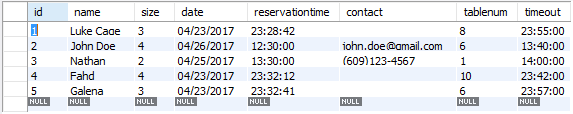 id name size date reservationtime contact tablenum timeout
1 Luke Cage 3 04/23/2017 23:28:42 8 23:55:00
2 John Doe 4 04/26/2017 12:30:00 john.doe@gmail.com 6 13:40:00
3 Nathan 2 04/25/2017 13:30:00 (609)123-4567 1 14:00:00
4 Fahd 4 04/23/2017 23:32:12 10 23:42:00
5 Galena 3 04/23/2017 23:32:41 6 23:57:00
NULL NULL NULL NULL NULL NULL NULL NULL